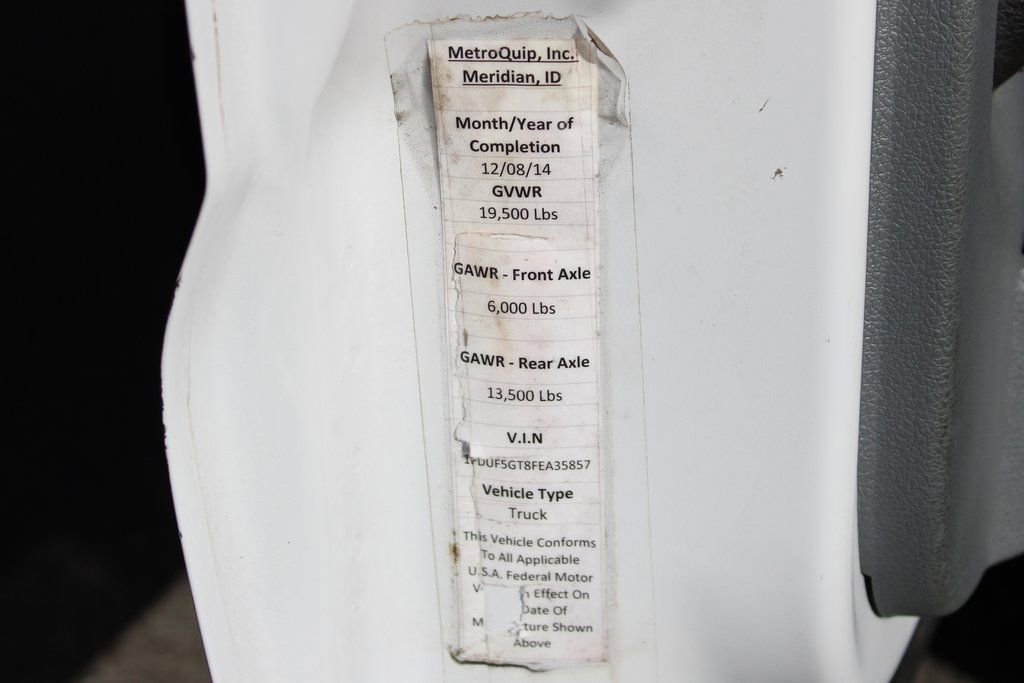 MetroQuip, Inc.
Meridian, ID
Month/Year of
Completion
12/08/14
GVWR
19,500 Lbs
GAWR - Front Axle
6,000 Lbs
GAWR - Rear Axle
13,500 Lbs
V.I.N
1FDUF5GT8FEA35857
Vehicle Type
Truck
This Vehicle Conforms
To All Applicable
U.S.A. Federal Motor
Effect On
Date Of
Shown
Above